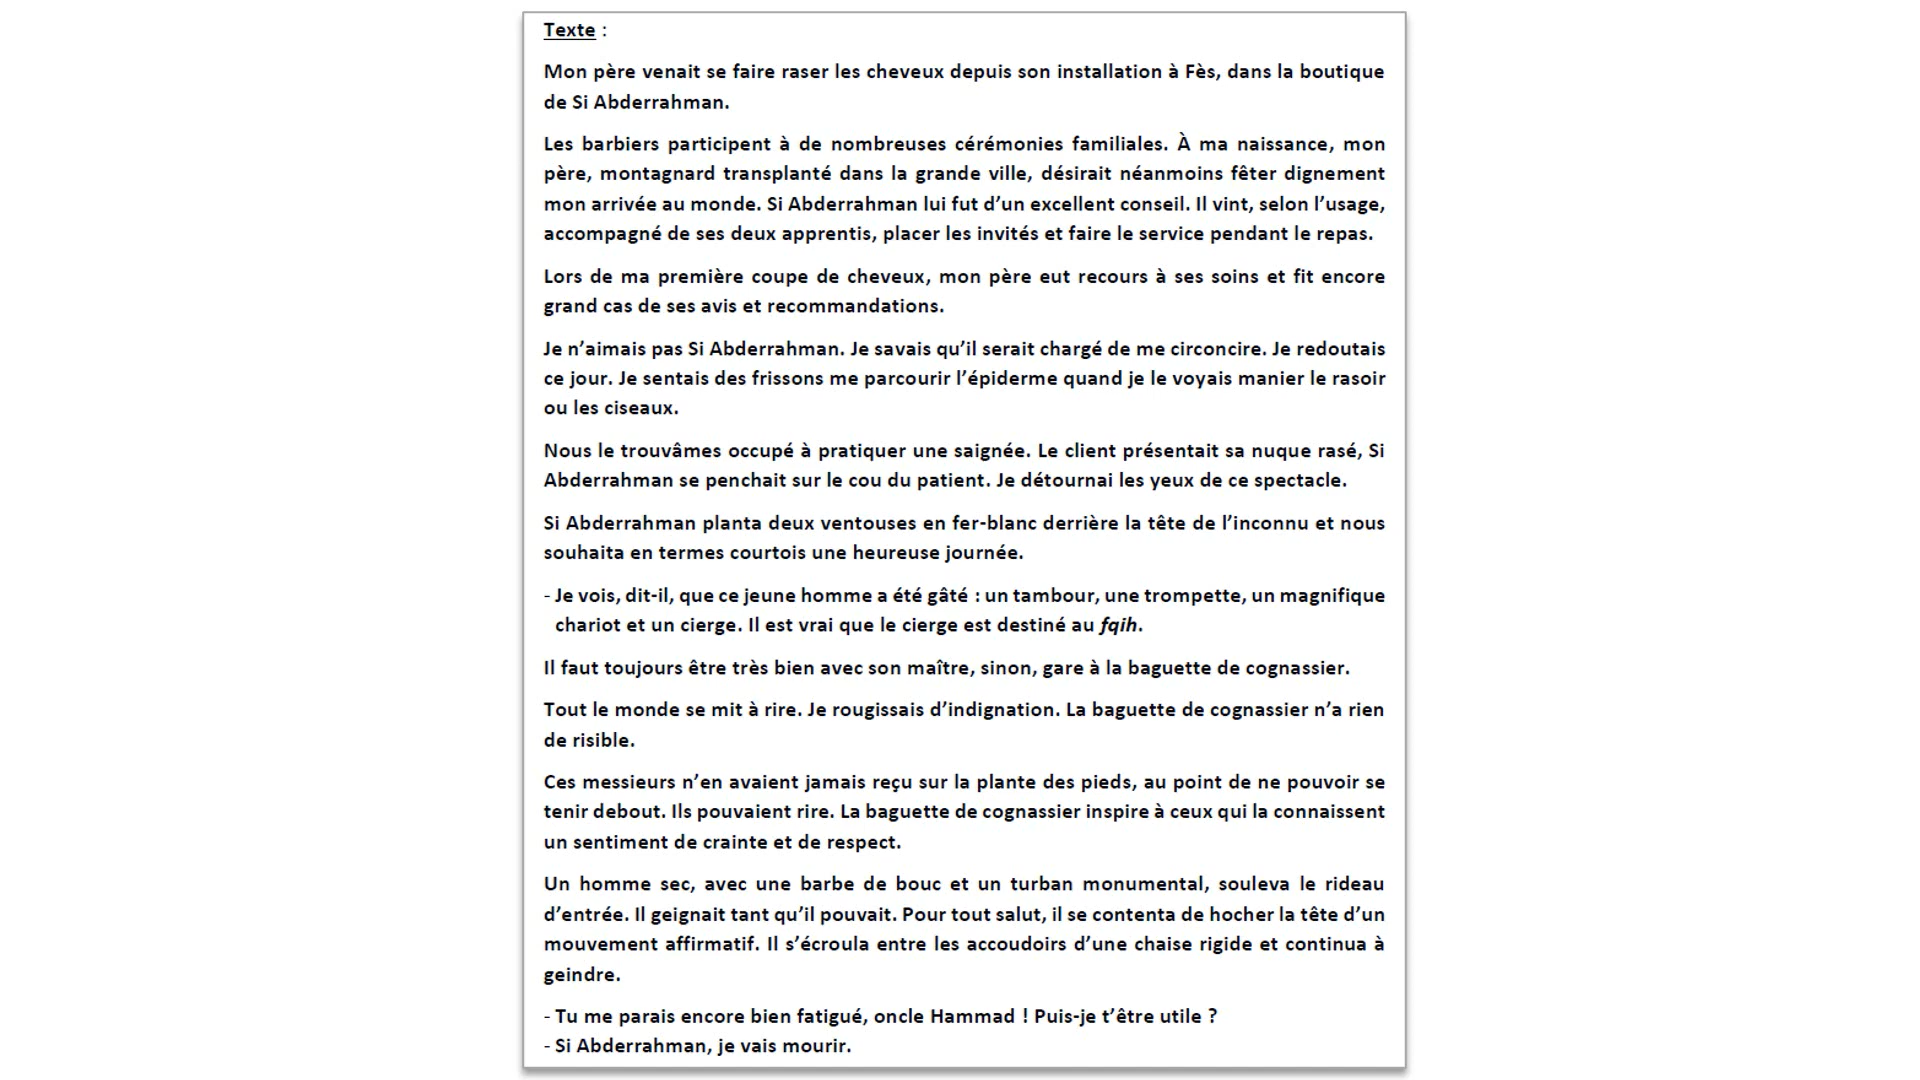 Texte :
Mon père venait se faire raser les cheveux depuis son installation à Fès, dans la boutique
de Si Abderrahman.
Les barbiers participent à de nombreuses cérémonies familiales. À ma naissance, mon
père, montagnard transplanté dans la grande ville, désirait néanmoins fêter dignement
mon arrivée au monde. Si Abderrahman lui fut d’un excellent conseil. Il vint, selon l’usage,
accompagné de ses deux apprentis, placer les invités et faire le service pendant le repas.
Lors de ma première coupe de cheveux, mon père eut recours à ses soins et fit encore
grand cas de ses avis et recommandations.
Je n’aimais pas Si Abderrahman. Je savais qu’il serait chargé de me circoncire. Je redoutais
ce jour. Je sentais des frissons me parcourir l’épiderme quand je le voyais manier le rasoir
ou les ciseaux.
Nous le trouvâmes occupé à pratiquer une saignée. Le client présentait sa nuque rasé, Si
Abderrahman se penchait sur le cou du patient. Je détournai les yeux de ce spectacle.
Si Abderrahman planta deux ventouses en fer-blanc derrière la tête de l’inconnu et nous
souhaita en termes courtois une heureuse journée.
- Je vois, dit-il, que ce jeune homme a été gâté : un tambour, une trompette, un magnifique
chariot et un cierge. Il est vrai que le cierge est destiné au fqih.
Il faut toujours être très bien avec son maître, sinon, gare à la baguette de cognassier.
Tout le monde se mit à rire. Je rougissais d’indignation. La baguette de cognassier n’a rien
de risible.
Ces messieurs n’en avaient jamais reçu sur la plante des pieds, au point de ne pouvoir se
tenir debout. Ils pouvaient rire. La baguette de cognassier inspire à ceux qui la connaissent
un sentiment de crainte et de respect.
Un homme sec, avec une barbe de bouc et un turban monumental, souleva le rideau
d’entrée. Il geignait tant qu’il pouvait. Pour tout salut, il se contenta de hocher la tête d’un
mouvement affirmatif. Il s’écroula entre les accoudoirs d’une chaise rigide et continua à
geindre.
- Tu me parais encore bien fatigué, oncle Hammad ! Puis-je t’être utile ?
- Si Abderrahman, je vais mourir.